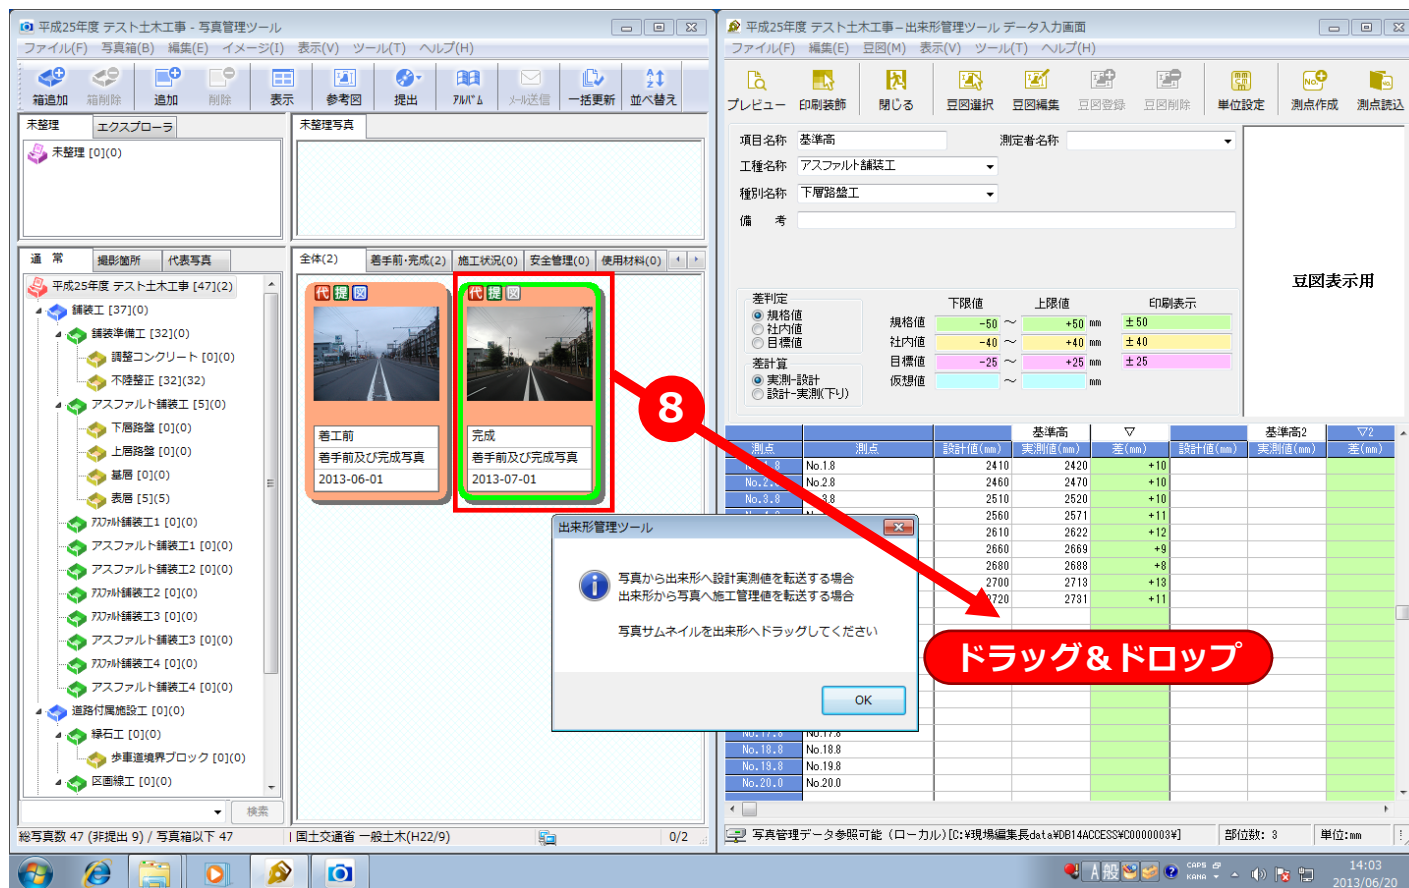 平成25年度 テスト土木工事 - 写真管理ツール
ファイル(F) 写真箱(B) 編集(E) イメージ(I) 表示(V) ツール(T) ヘルプ(H)
箱追加 箱削除 追加 削除 表示 参考図 提出 ｱﾙﾊﾞﾑ ﾒｰﾙ送信 一括更新 並べ替え
未整理 エクスプローラ
未整理 [0](0)
未整理写真
通 常 撮影箇所 代表写真
平成25年度 テスト土木工事 [47](2)
舗装工 [37](0)
舗装準備工 [32](0)
調整コンクリート [0](0)
不陸整正 [32](32)
アスファルト舗装工 [5](0)
下層路盤 [0](0)
上層路盤 [0](0)
基層 [0](0)
表層 [5](5)
ｱｽﾌｧﾙﾄ舗装工1 [0](0)
アスファルト舗装工1 [0](0)
アスファルト舗装工2 [0](0)
ｱｽﾌｧﾙﾄ舗装工2 [0](0)
ｱｽﾌｧﾙﾄ舗装工3 [0](0)
アスファルト舗装工3 [0](0)
ｱｽﾌｧﾙﾄ舗装工4 [0](0)
アスファルト舗装工4 [0](0)
道路付属施設工 [0](0)
縁石工 [0](0)
歩車道境界ブロック [0](0)
区画線工 [0](0)
検索
総写真数 47 (非提出 9) / 写真箱以下 47
国土交通省 一般土木(H22/9)
0/2
全体(2) 着手前･完成(2) 施工状況(0) 安全管理(0) 使用材料(0)
代 提 図
着工前
着手前及び完成写真
2013-06-01
代 提 図
完成
着手前及び完成写真
2013-07-01
8
ドラッグ＆ドロップ
出来形管理ツール
写真から出来形へ設計実測値を転送する場合
出来形から写真へ施工管理値を転送する場合
写真サムネイルを出来形へドラッグしてください
OK
平成25年度 テスト土木工事 – 出来形管理ツール データ入力画面
ファイル(F) 編集(E) 豆図(M) 表示(V) ツール(T) ヘルプ(H)
プレビュー 印刷装飾 閉じる 豆図選択 豆図編集 豆図登録 豆図削除 単位設定 測点作成 測点読込
項目名称 基準高 測定者名称
工種名称 アスファルト舗装工
種別名称 下層路盤工
備 考
豆図表示用
差判定
規格値
社内値
目標値
差計算
実測-設計
設計-実測(下り)
下限値 上限値 印刷表示
規格値 -50 ～ +50 mm ±50
社内値 -40 ～ +40 mm ±40
目標値 -25 ～ +25 mm ±25
仮想値 ～ mm
基準高 ▽ 基準高2 ▽2
測点 測点 設計値(mm) 実測値(mm) 差(mm) 設計値(mm) 実測値(mm) 差(mm)
No.1.8 No.1.8 2410 2420 +10
No.2.8 2460 2470 +10
No.3.8 2510 2520 +10
2560 2571 +11
2610 2622 +12
2660 2669 +9
2680 2688 +8
2700 2713 +13
2720 2731 +11
No.17.8 No.17.8
No.18.8 No.18.8
No.19.8 No.19.8
No.20.0 No.20.0
写真管理データ参照可能（ローカル）[C:¥現場編集長data¥DB14ACCESS¥C0000003¥]
部位数: 3
単位:mm
A 般
CAPS
KANA
14:03
2013/06/20